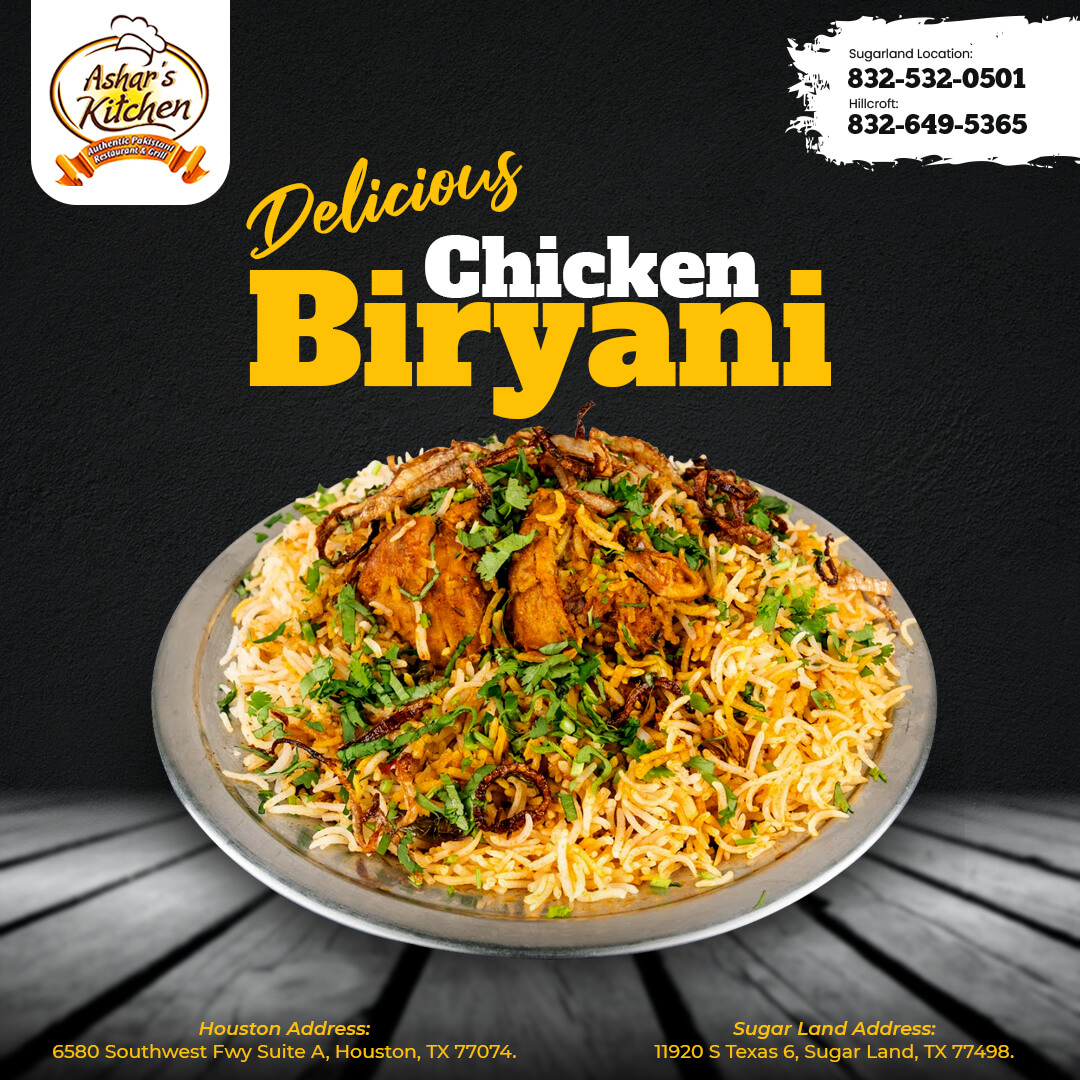 Ashar's
Kitchen
Authentic Pakistani
Restaurant & Grill
Sugarland Location:
832-532-0501
Hillcroft:
832-649-5365
Delicious
Chicken
Biryani
Houston Address:
6580 Southwest Fwy Suite A, Houston, TX 77074.
Sugar Land Address:
11920 S Texas 6, Sugar Land, TX 77498.